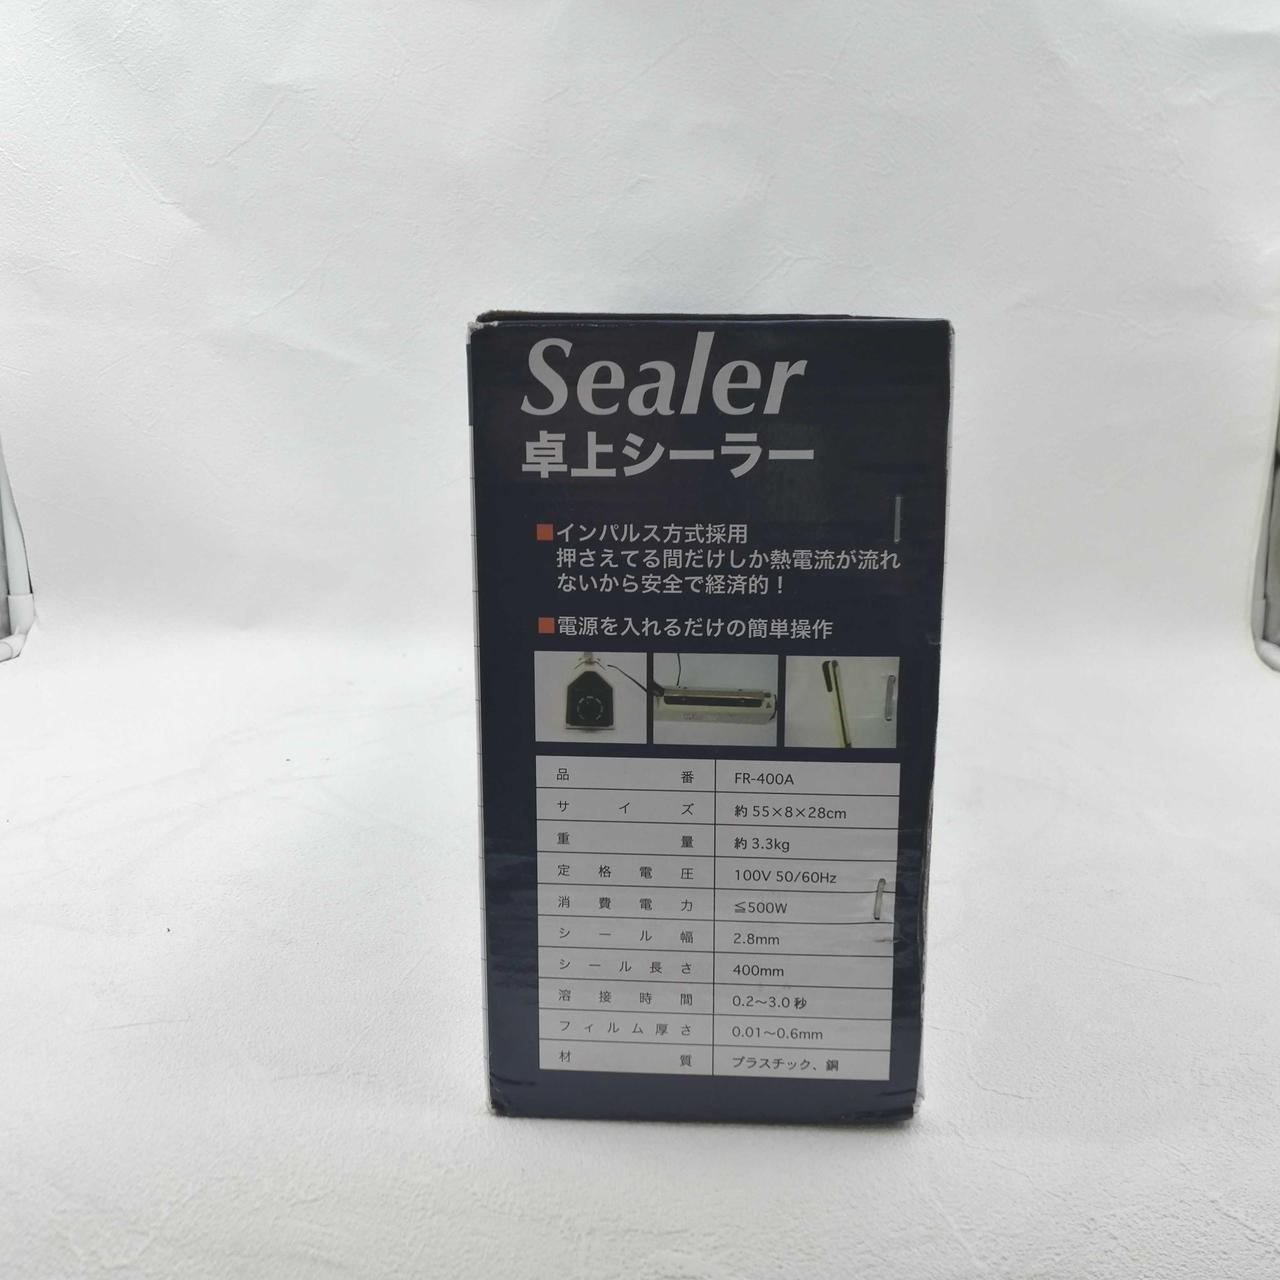 Sealer
卓上シーラー
■インパルス方式採用
押さえてる間だけしか熱電流が流れ
ないから安全で経済的！
■電源を入れるだけの簡単操作
品番 FR-400A
サイズ 約55×8×28cm
重量 約3.3kg
定格電圧 100V 50/60Hz
消費電力 ≦500W
シール幅 2.8mm
シール長さ 400mm
溶接時間 0.2～3.0秒
フィルム厚さ 0.01～0.6mm
材質 プラスチック、銅